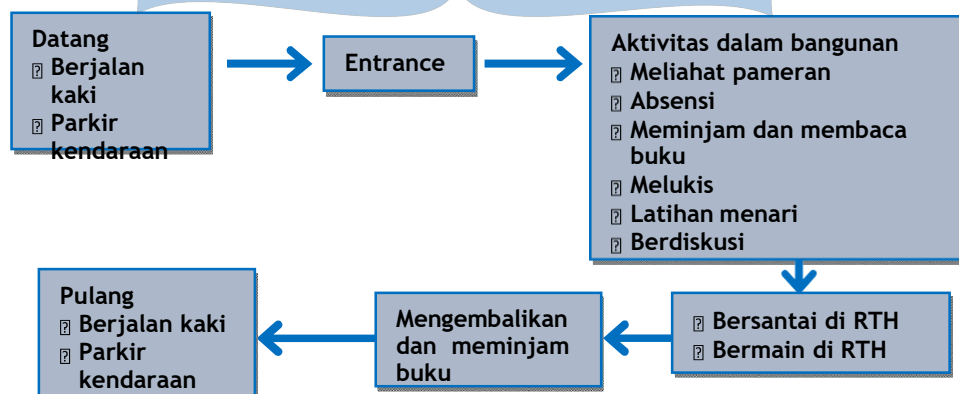 Datang
Berjalan
kaki
Parkir
kendaraan
Entrance
Aktivitas dalam bangunan
Meliahat pameran
Absensi
Meminjam dan membaca
buku
Melukis
Latihan menari
Berdiskusi
Bersantai di RTH
Bermain di RTH
Mengembalikan
dan meminjam
buku
Pulang
Berjalan kaki
Parkir
kendaraan